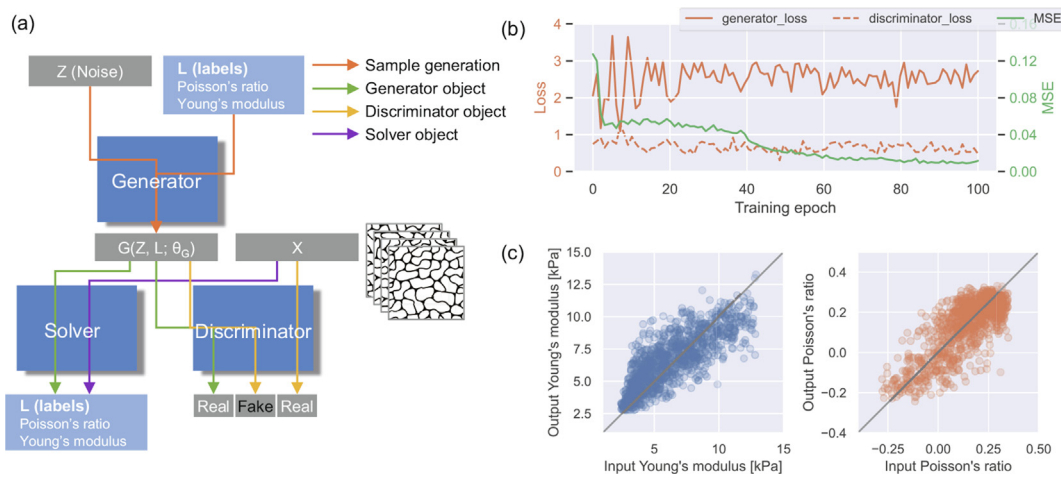 (a)
Z (Noise)
L (labels)
Poisson's ratio
Young's modulus
Sample generation
Generator object
Discriminator object
Solver object
Generator
G(Z, L; θG)
X
Solver
Discriminator
L (labels)
Poisson's ratio
Young's modulus
Real Fake Real
(b)
generator_loss discriminator_loss MSE
Loss
4
3
2
1
0
0 20 40 60 80 100
Training epoch
0.16
0.12
0.08
0.04
0.00
MSE
(c)
Output Young's modulus [kPa]
15.0
12.5
10.0
7.5
5.0
2.5
5 10 15
Input Young's modulus [kPa]
Output Poisson's ratio
0.4
0.2
0.0
−0.2
−0.4
−0.25 0.00 0.25 0.50
Input Poisson's ratio